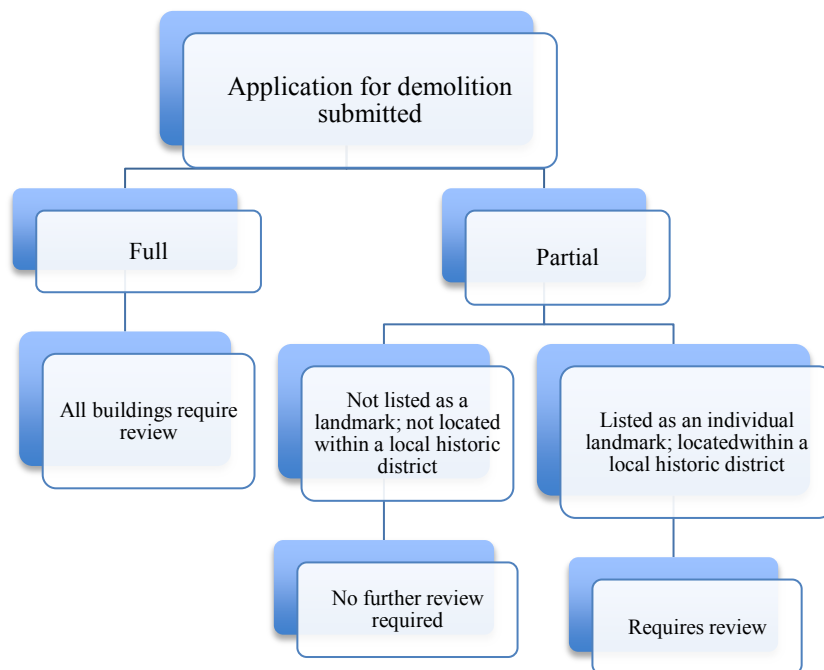 Application for demolition
submitted
Full
Partial
All buildings require
review
Not listed as a
landmark; not located
within a local historic
district
Listed as an individual
landmark; locatedwithin a
local historic district
No further review
required
Requires review